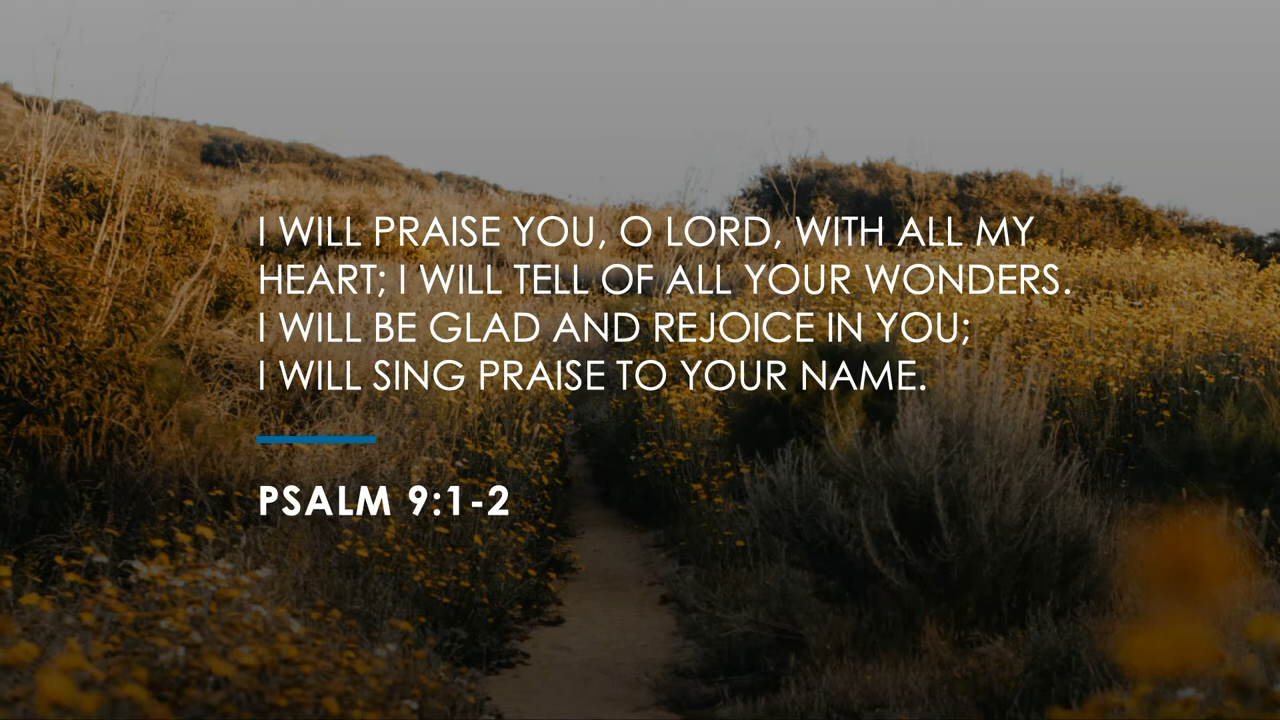 I WILL PRAISE YOU, O LORD, WITH ALL MY
HEART; I WILL TELL OF ALL YOUR WONDERS.
I WILL BE GLAD AND REJOICE IN YOU;
I WILL SING PRAISE TO YOUR NAME.
PSALM 9:1-2